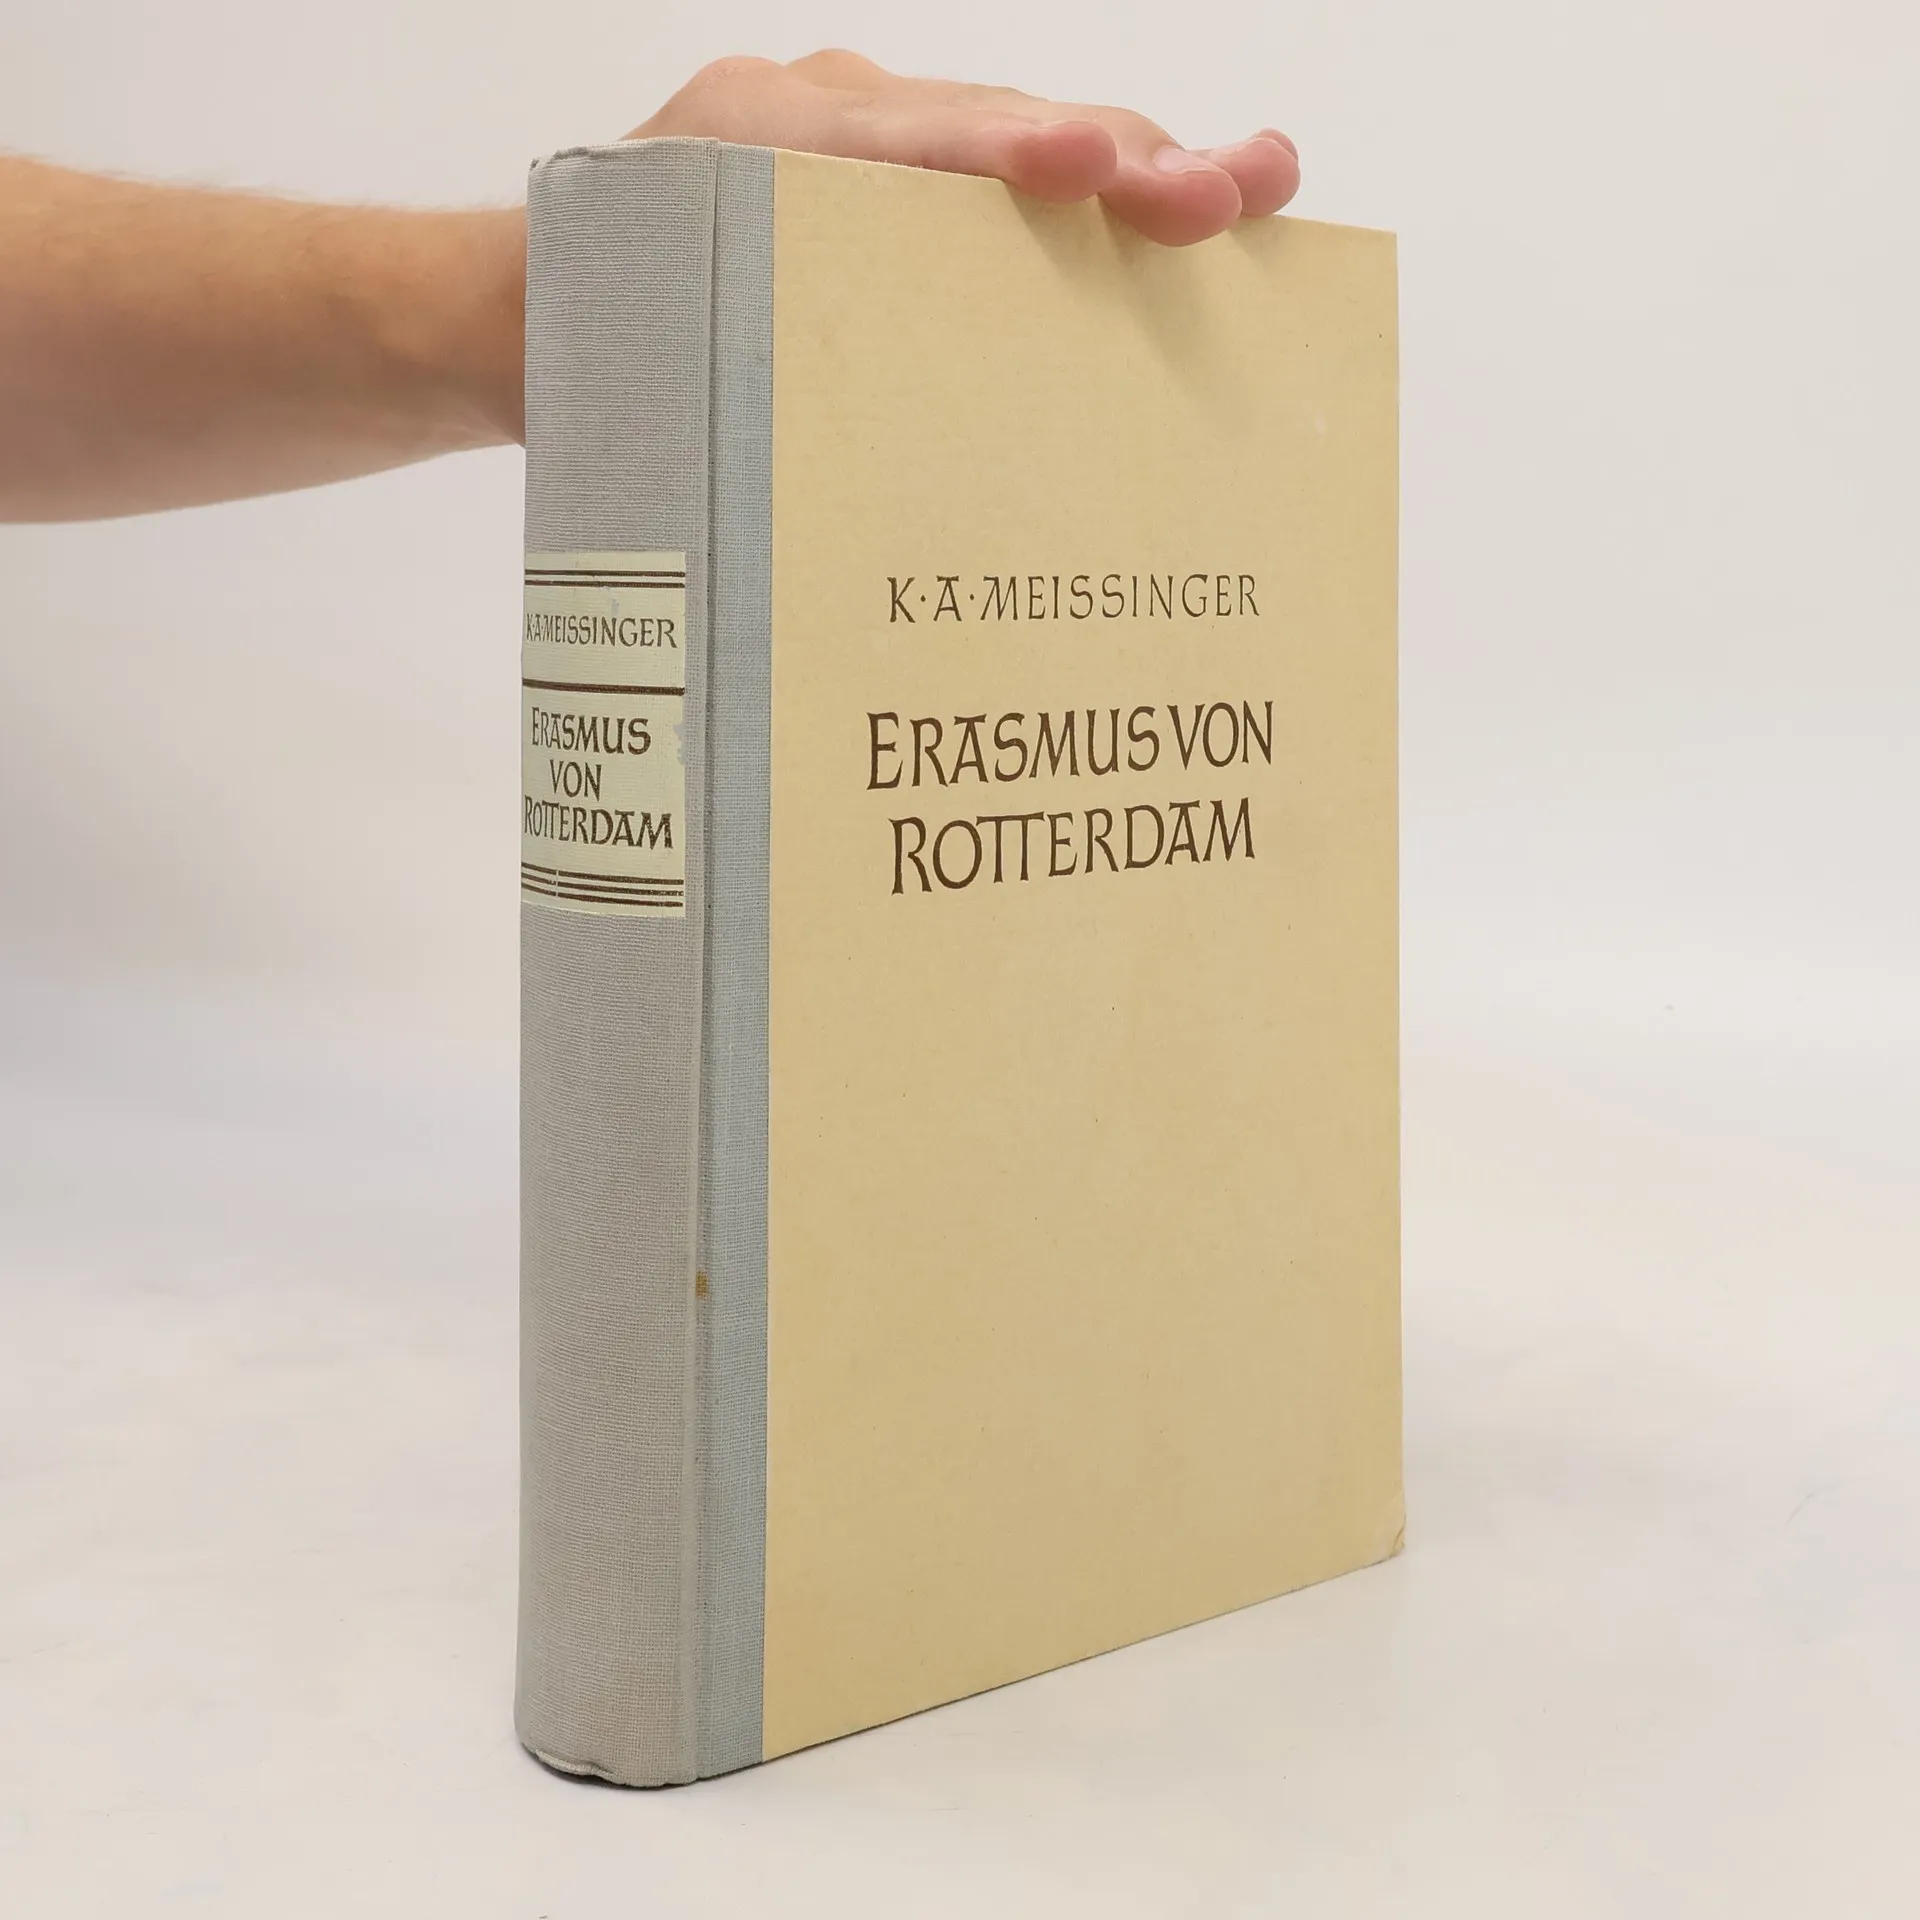 K·A·MEISSINGER
ERASMUS
VON
ROTTERDAM
K·A·MEISSINGER
ERASMUS VON
ROTTERDAM